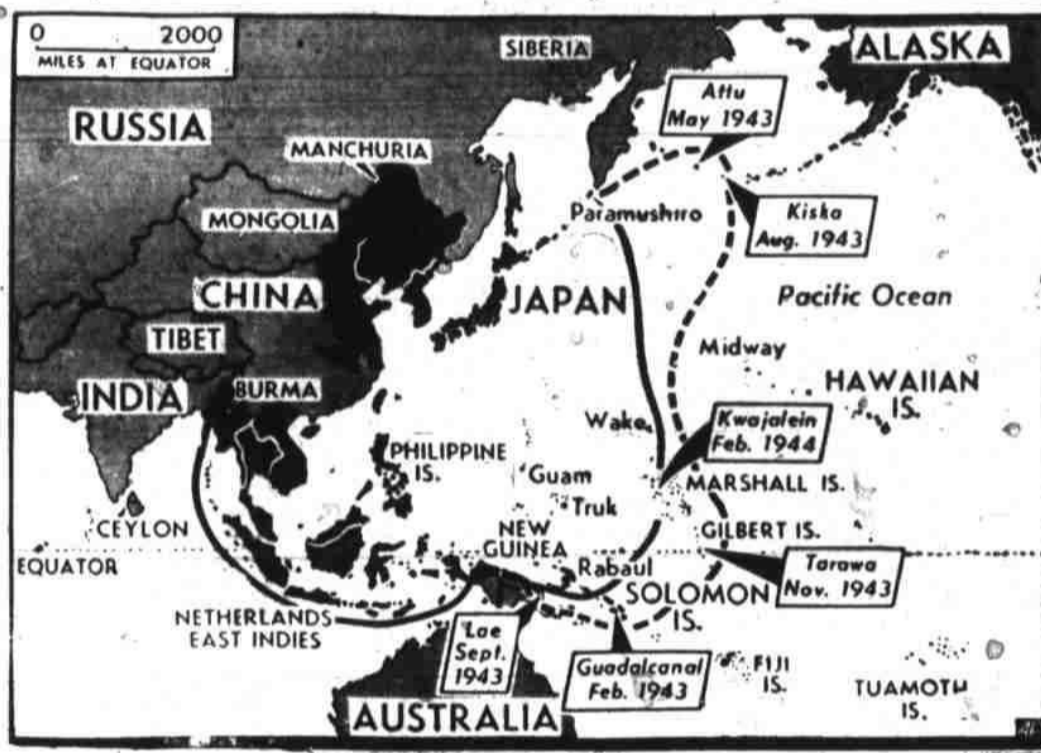 0 2000
MILES AT EQUATOR
SIBERIA
ALASKA
RUSSIA
Attu
May 1943
MANCHURIA
MONGOLIA
Paramushiro
Kiska
Aug. 1943
CHINA
JAPAN
Pacific Ocean
TIBET
Midway
INDIA
BURMA
HAWAIIAN
IS.
Wake
Kwajalein
Feb. 1944
PHILIPPINE
IS.
Guam
MARSHALL IS.
Truk
CEYLON
GILBERT IS.
NEW
GUINEA
EQUATOR
Rabaul
Tarawa
Nov. 1943
SOLOMON
IS.
NETHERLANDS
EAST INDIES
Lae
Sept.
1943
Guadalcanal
Feb. 1943
FIJI
IS.
TUAMOTU
IS.
AUSTRALIA